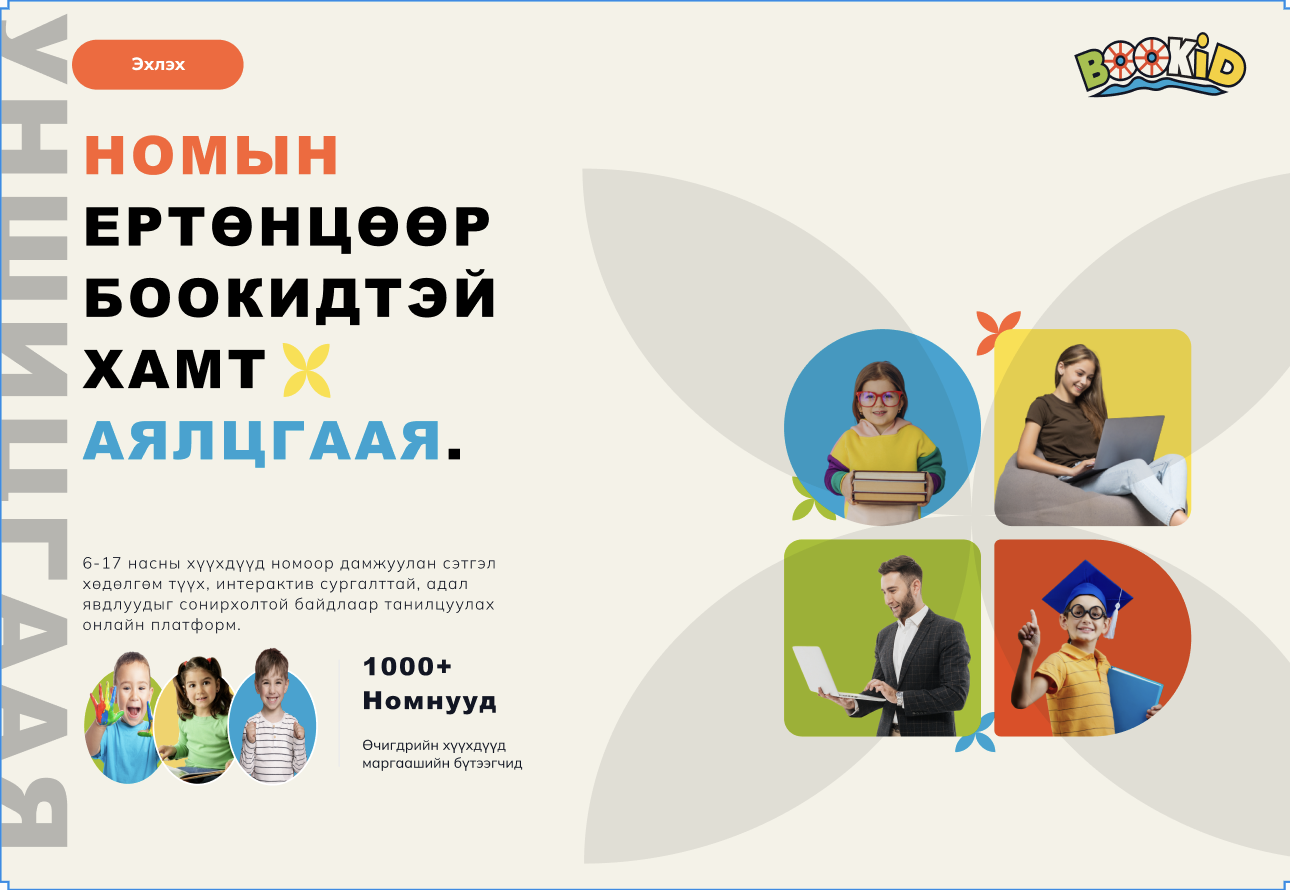 УНШИЦГААЯ
Эхлэх
BOOKiD
НОМЫН
ЕРТӨНЦӨӨР
БООКИДТЭЙ
ХАМТ
АЯЛЦГААЯ.
6-17 насны хүүхдүүд номоор дамжуулан сэтгэл
хөдөлгөм түүх, интерактив сургалттай, адал
явдлуудыг сонирхолтой байдлаар танилцуулах
онлайн платформ.
1000+
Номнууд
Өчигдрийн хүүхдүүд
маргаашийн бүтээгчид